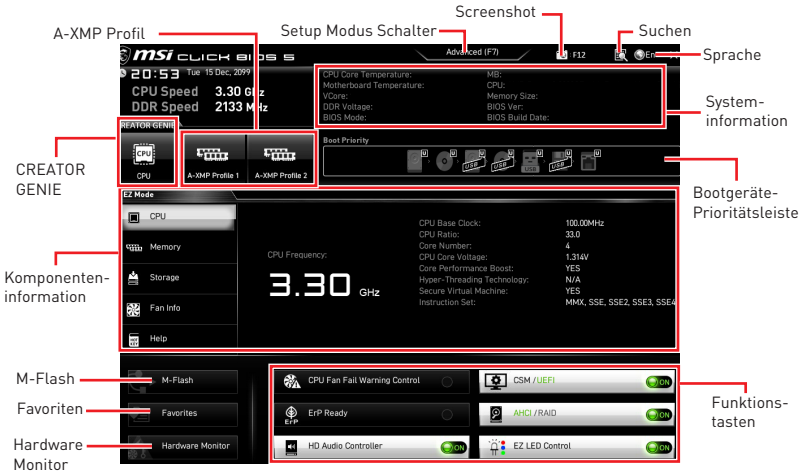 Screenshot
Setup Modus Schalter
Suchen
A-XMP Profil
Sprache
msi CLICK BIOS 5
Advanced (F7)
F12
En
20:53 Tue 15 Dec, 2099
CPU Speed 3.30 GHz
DDR Speed 2133 MHz
CPU Core Temperature:
Motherboard Temperature:
VCore:
DDR Voltage:
BIOS Mode:
MB:
CPU:
Memory Size:
BIOS Ver:
BIOS Build Date:
System-
information
CREATOR GENIE
CPU
CPU
A-XMP Profile 1
A-XMP Profile 2
Boot Priority
U
U
U
USB
U
USB
U
USB
U
USB
U
CREATOR
GENIE
Bootgeräte-
Prioritätsleiste
EZ Mode
CPU
Memory
Storage
Fan Info
Help
CPU Frequency:
3.30 GHz
CPU Base Clock: 100.00MHz
CPU Ratio: 33.0
Core Number: 4
CPU Core Voltage: 1.314V
Core Performance Boost: YES
Hyper-Threading Technology: N/A
Secure Virtual Machine: YES
Instruction Set: MMX, SSE, SSE2, SSE3, SSE4
Komponenten-
information
M-Flash
M-Flash
Favoriten
Favorites
Hardware
Monitor
Hardware Monitor
CPU Fan Fail Warning Control
CSM /UEFI
ON
ErP
ErP Ready
AHCI /RAID
ON
HD Audio Controller
ON
EZ LED Control
ON
Funktions-
tasten